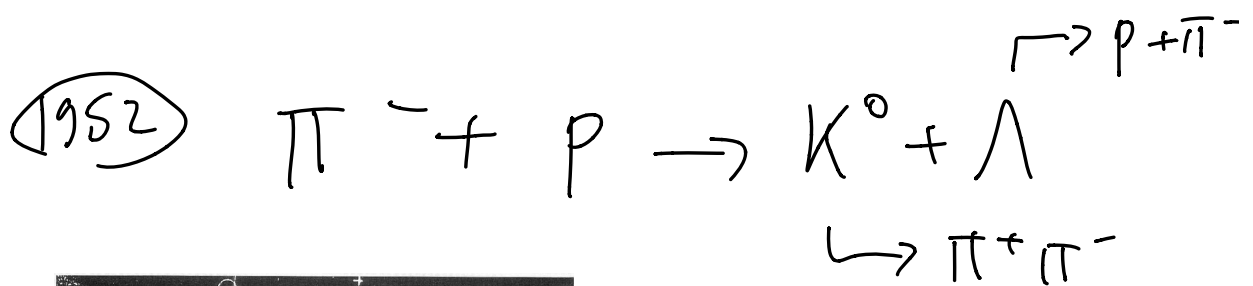 → p + π⁻
1952 π⁻ + p → K⁰ + Λ
↳ π⁺ π⁻